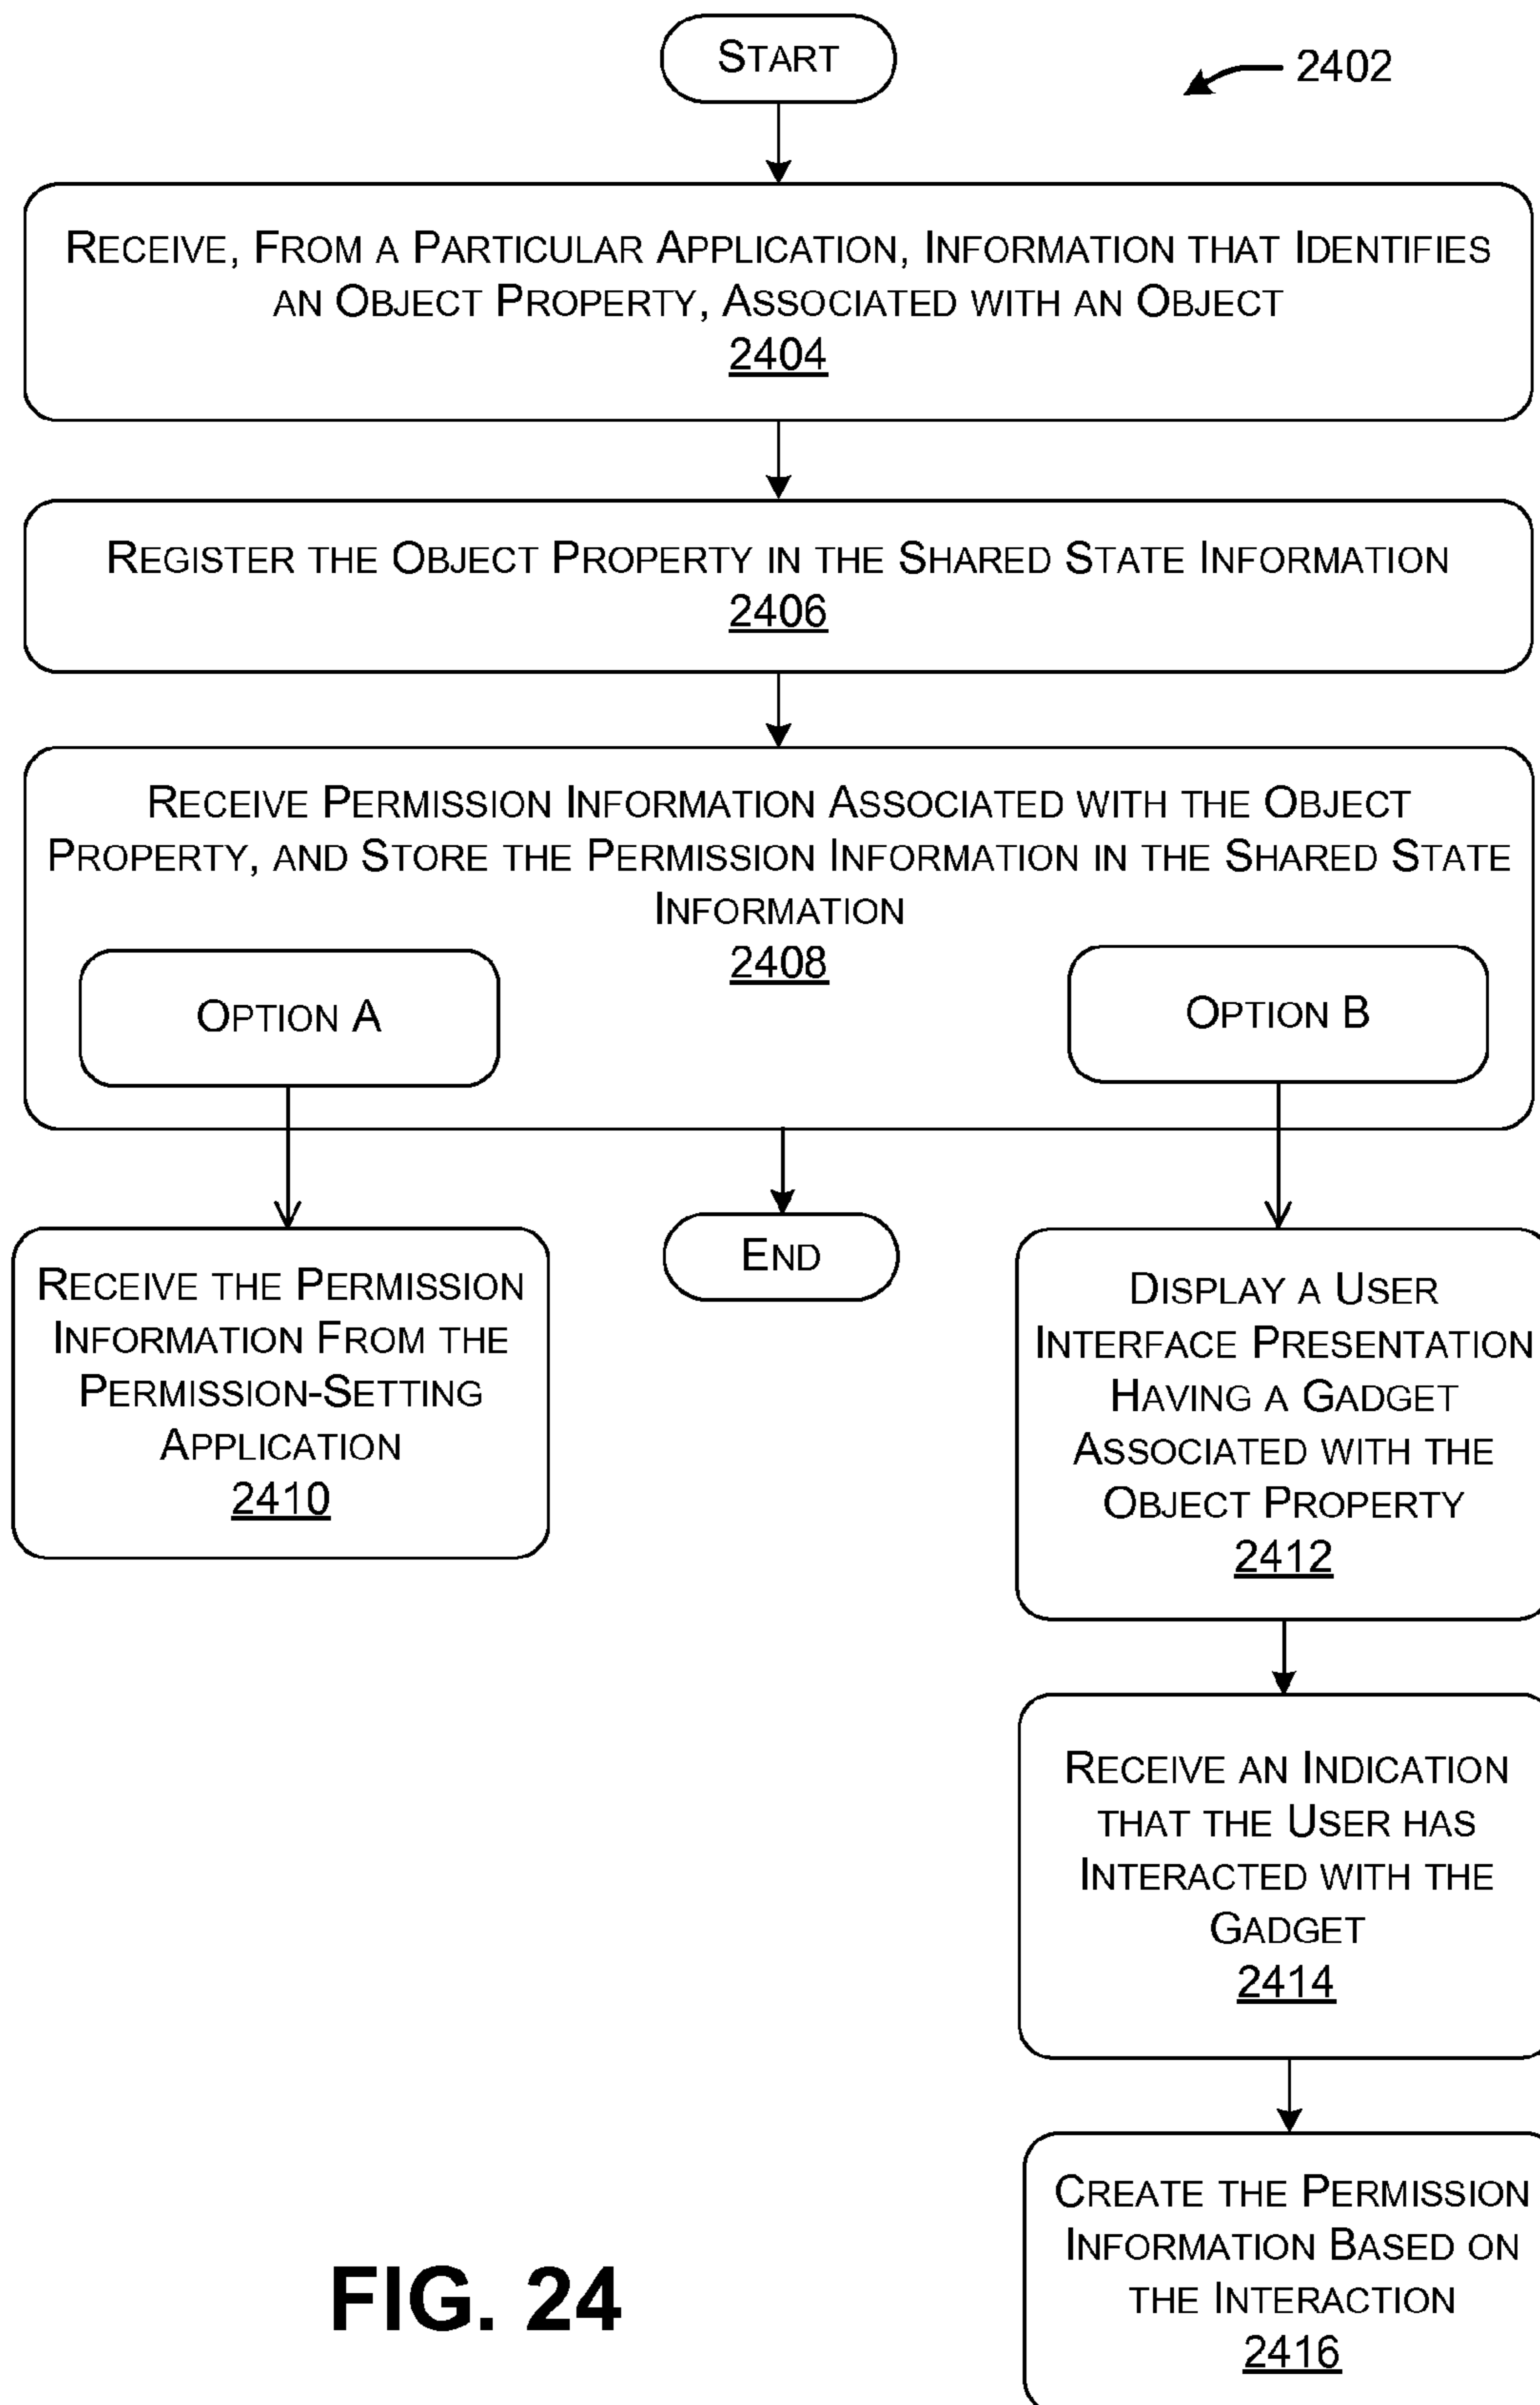 START
2402
RECEIVE, FROM A PARTICULAR APPLICATION, INFORMATION THAT IDENTIFIES
AN OBJECT PROPERTY, ASSOCIATED WITH AN OBJECT
2404
REGISTER THE OBJECT PROPERTY IN THE SHARED STATE INFORMATION
2406
RECEIVE PERMISSION INFORMATION ASSOCIATED WITH THE OBJECT
PROPERTY, AND STORE THE PERMISSION INFORMATION IN THE SHARED STATE
INFORMATION
2408
OPTION A
OPTION B
RECEIVE THE PERMISSION
INFORMATION FROM THE
PERMISSION-SETTING
APPLICATION
2410
END
DISPLAY A USER
INTERFACE PRESENTATION
HAVING A GADGET
ASSOCIATED WITH THE
OBJECT PROPERTY
2412
RECEIVE AN INDICATION
THAT THE USER HAS
INTERACTED WITH THE
GADGET
2414
CREATE THE PERMISSION
INFORMATION BASED ON
THE INTERACTION
2416
FIG. 24